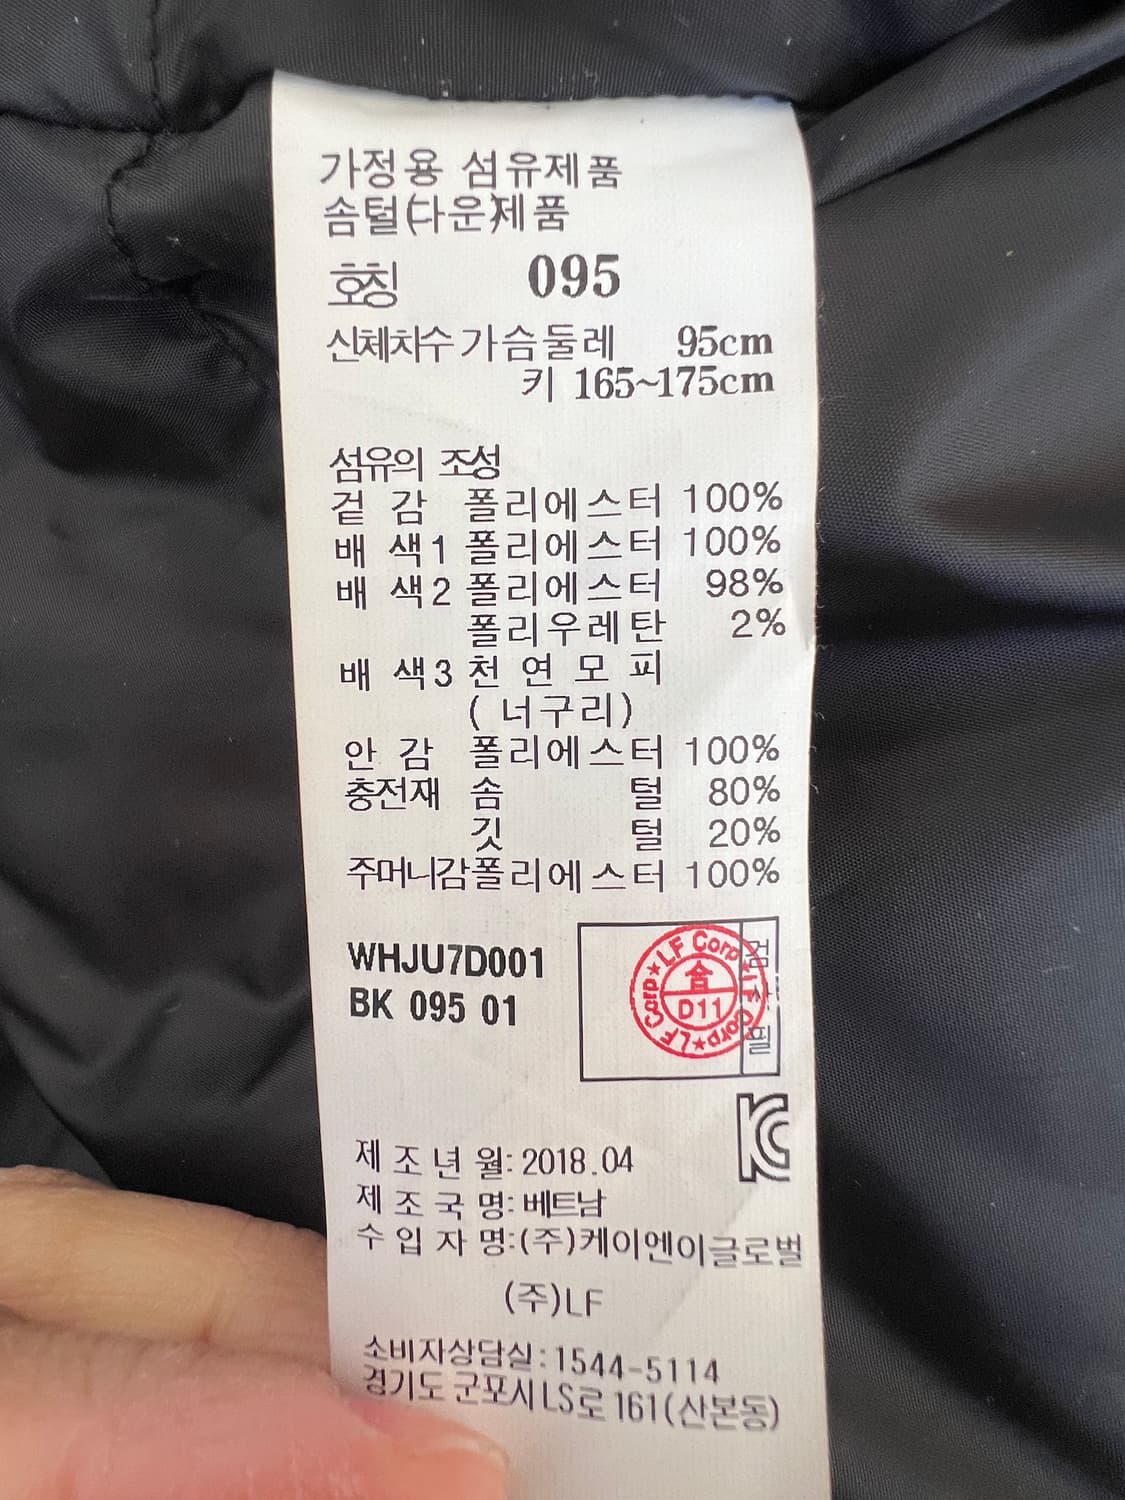 가정용 섬유제품
솜털(다운)제품
호칭 095
신체치수 가슴둘레 95cm
키 165~175cm
섬유의 조성
겉감 폴리에스터 100%
배색1 폴리에스터 100%
배색2 폴리에스터 98%
폴리우레탄 2%
배색3 천연모피
(너구리)
안감 폴리에스터 100%
충전재 솜털 80%
깃털 20%
주머니감 폴리에스터 100%
WHJU7D001
BK 095 01
LF Corp★LF Corp★LF Corp★
合
D11
검사필
KC
제조년월: 2018.04
제조국명: 베트남
수입자명: (주)케이엔이글로벌
(주)LF
소비자상담실: 1544-5114
경기도 군포시 LS로 161(산본동)